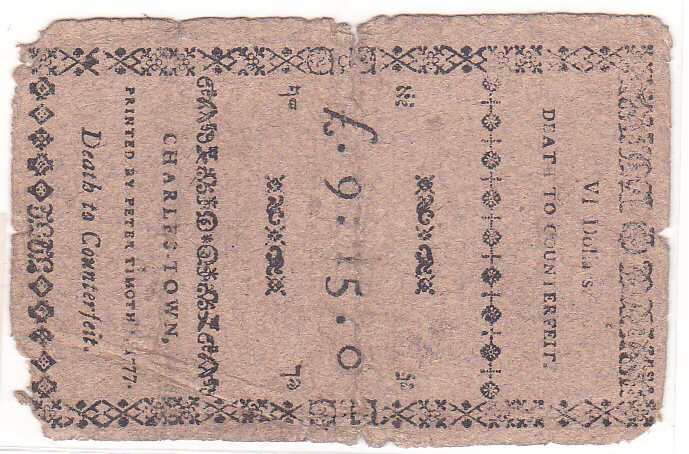 VI Dollars
DEATH TO COUNTERFEIT.
£. 9 : 15 . 0
CHARLES-TOWN,
PRINTED BY PETER TIMOTHY, 1777.
Death to Counterfeit.